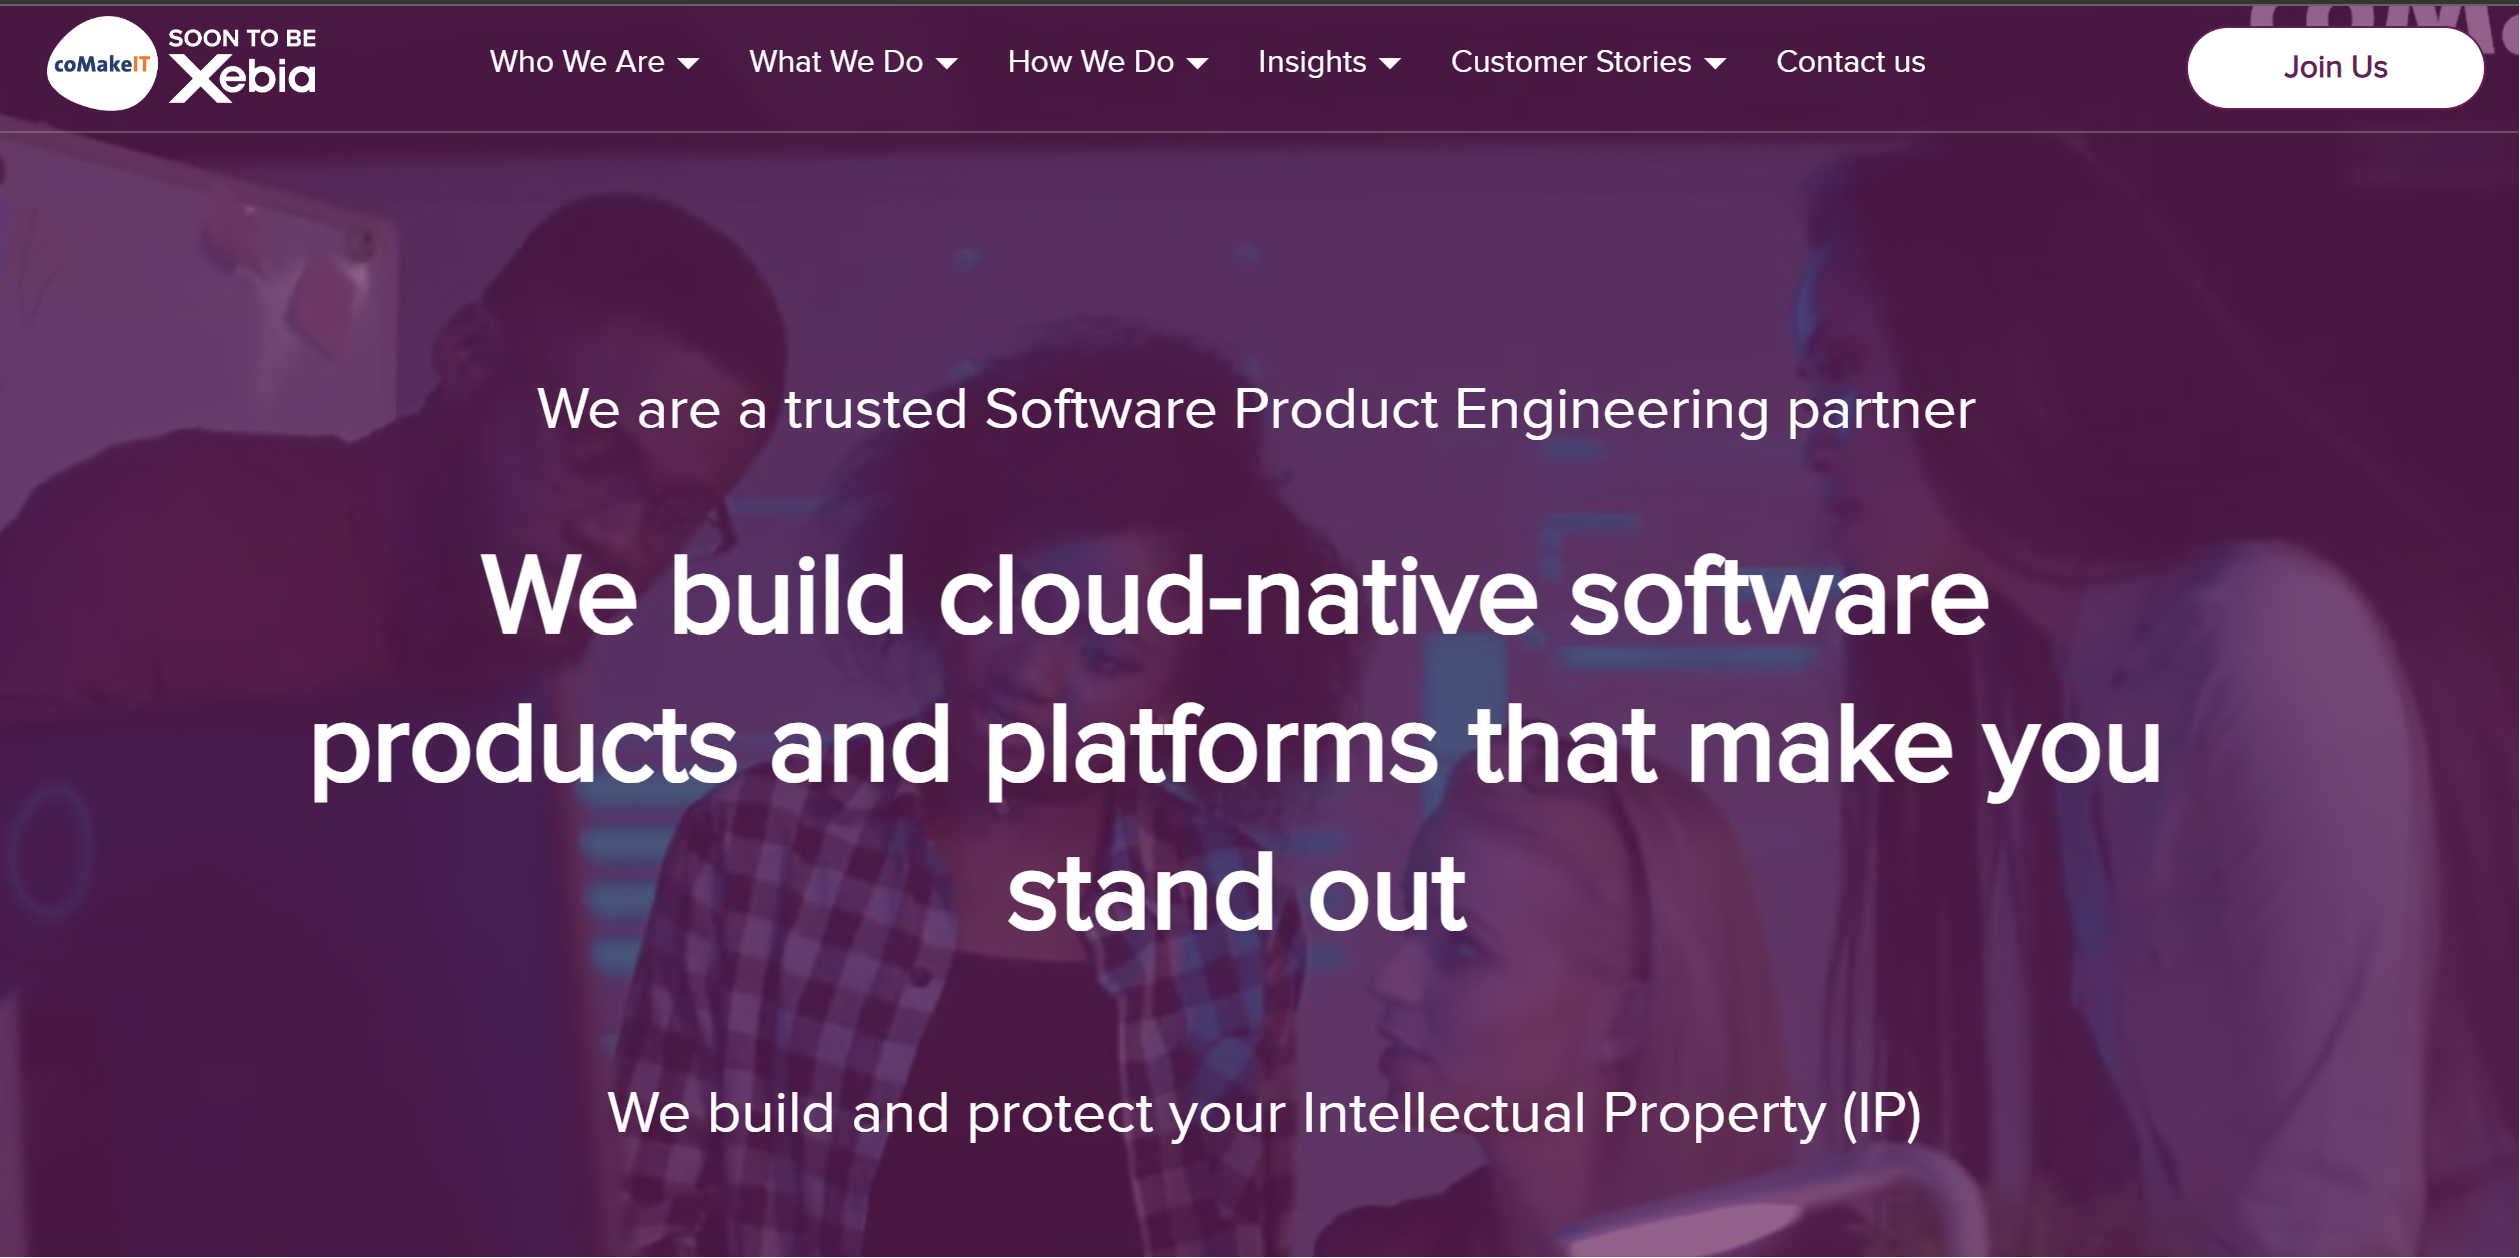 coMakeIT
SOON TO BE
Xebia
Who We Are
What We Do
How We Do
Insights
Customer Stories
Contact us
Join Us
We are a trusted Software Product Engineering partner
We build cloud-native software
products and platforms that make you
stand out
We build and protect your Intellectual Property (IP)